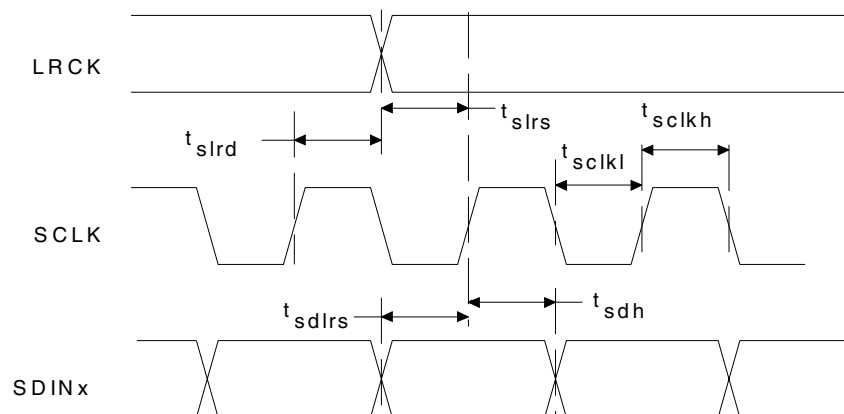 LRCK
t slrs
t sclkh
t slrd
t sclkl
SCLK
t sdlrs
t sdh
SDINx